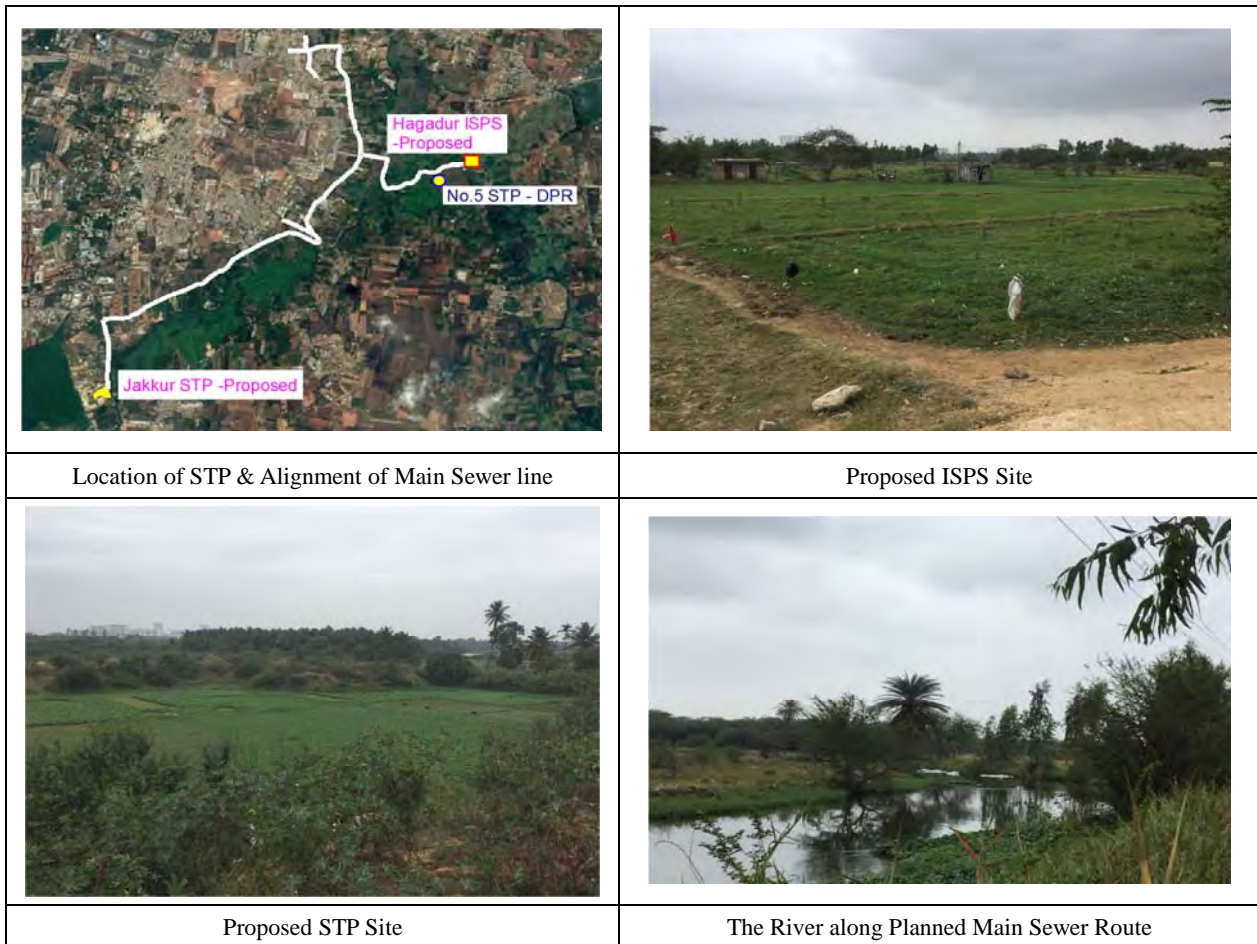 Hagadur ISPS
-Proposed
No.5 STP - DPR
Jakkur STP -Proposed
Location of STP & Alignment of Main Sewer line
Proposed ISPS Site
Proposed STP Site
The River along Planned Main Sewer Route